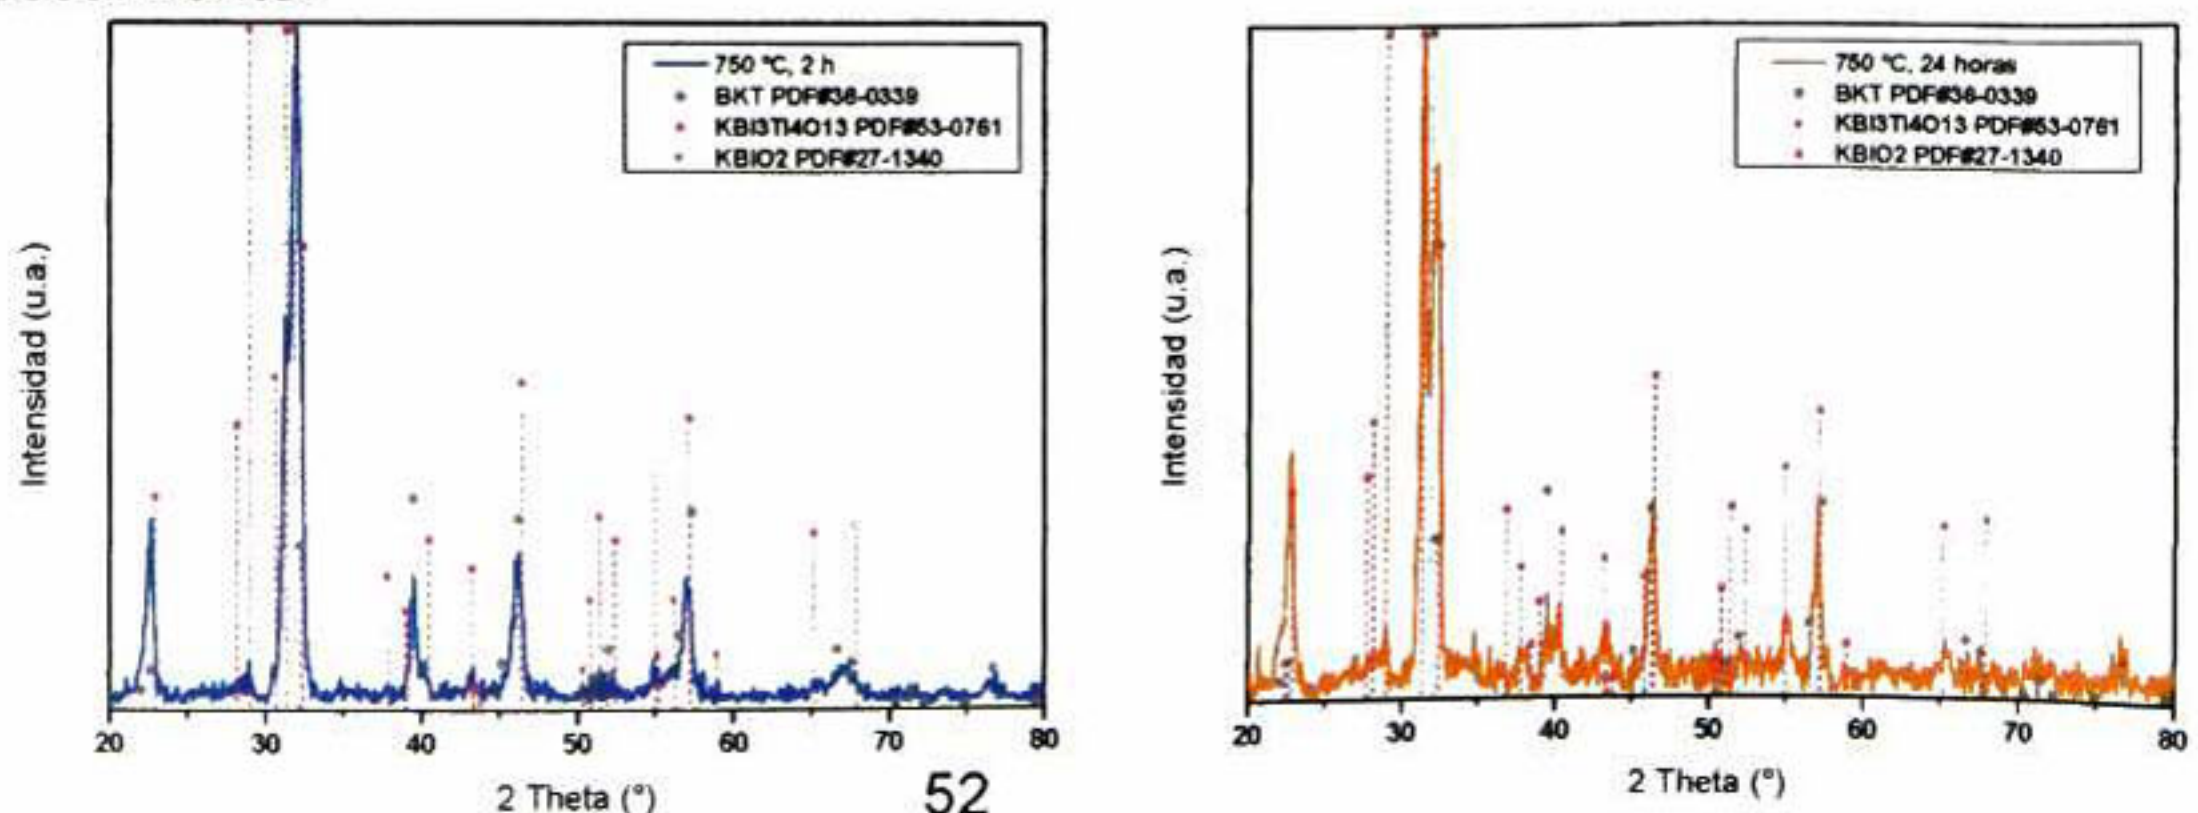 Intensidad (u.a.)
750 °C, 2 h
BKT PDF#36-0339
KBI3TI4O13 PDF#53-0761
KBIO2 PDF#27-1340
20 30 40 50 60 70 80
2 Theta (°)
52
Intensidad (u.a.)
750 °C, 24 horas
BKT PDF#36-0339
KBI3TI4O13 PDF#53-0761
KBIO2 PDF#27-1340
20 30 40 50 60 70 80
2 Theta (°)